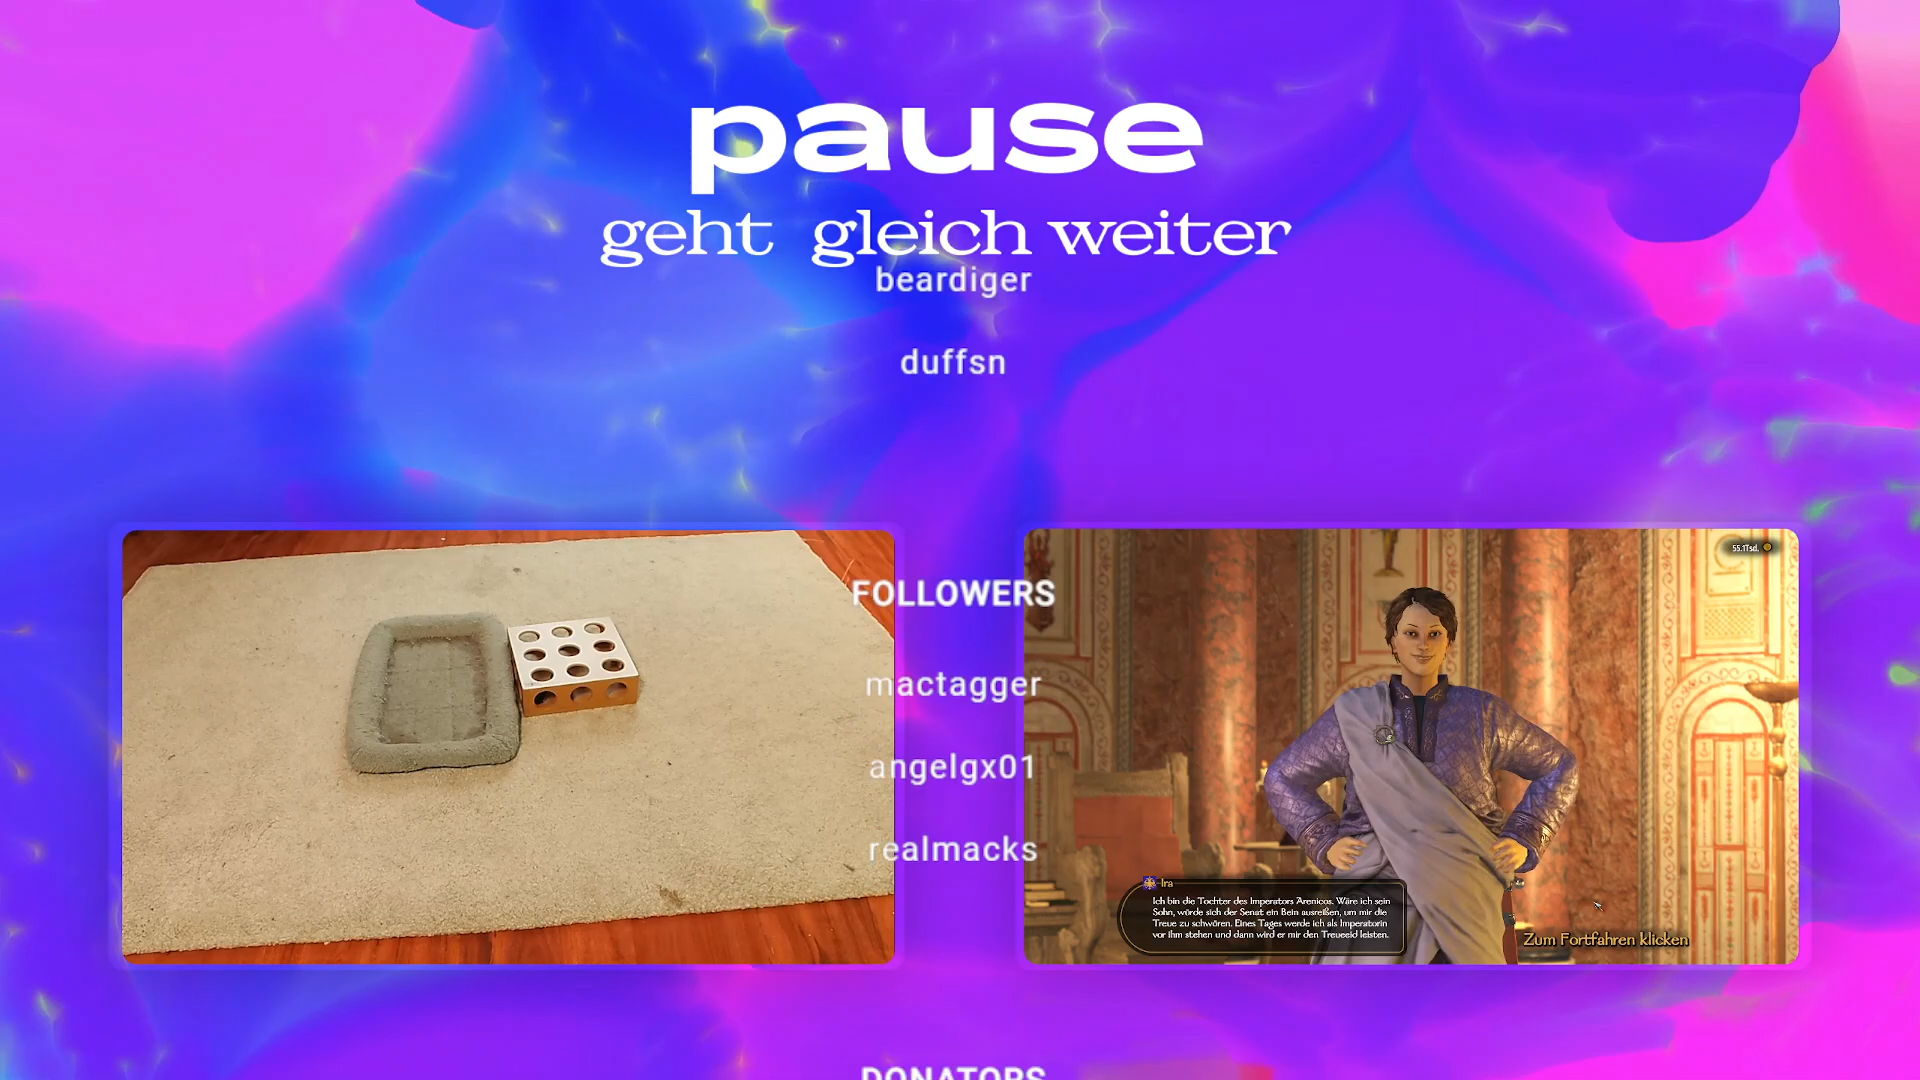 pause
geht gleich weiter
beardiger
duffsn
FOLLOWERS
mactagger
angelgx01
realmacks
55.1Tsd.
Ira
Ich bin die Tochter des Imperators Arenicos. Wäre ich sein
Sohn, würde sich der Senat ein Bein ausreißen, um mir die
Treue zu schwören. Eines Tages werde ich als Imperatorin
vor ihm stehen und dann wird er mir den Treueeid leisten.
Zum Fortfahren klicken
DONATORS